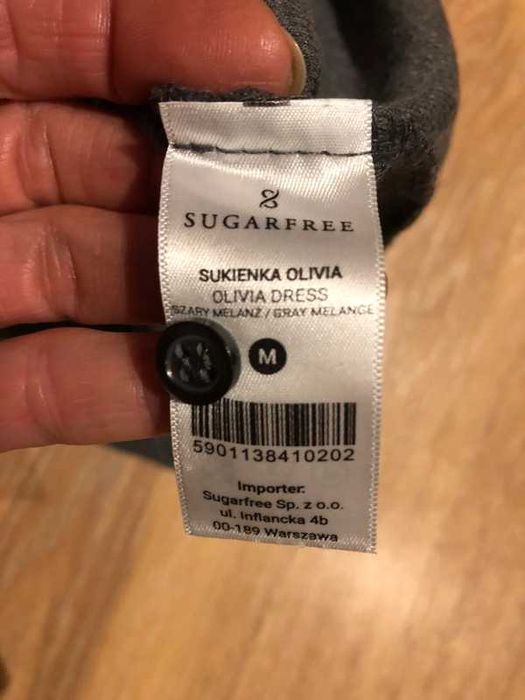 SUGARFREE
SUKIENKA OLIVIA
OLIVIA DRESS
SZARY MELANŻ / GRAY MELANGE
M
5901138410202
Importer:
Sugarfree Sp. z o.o.
ul. Inflancka 4b
00-189 Warszawa